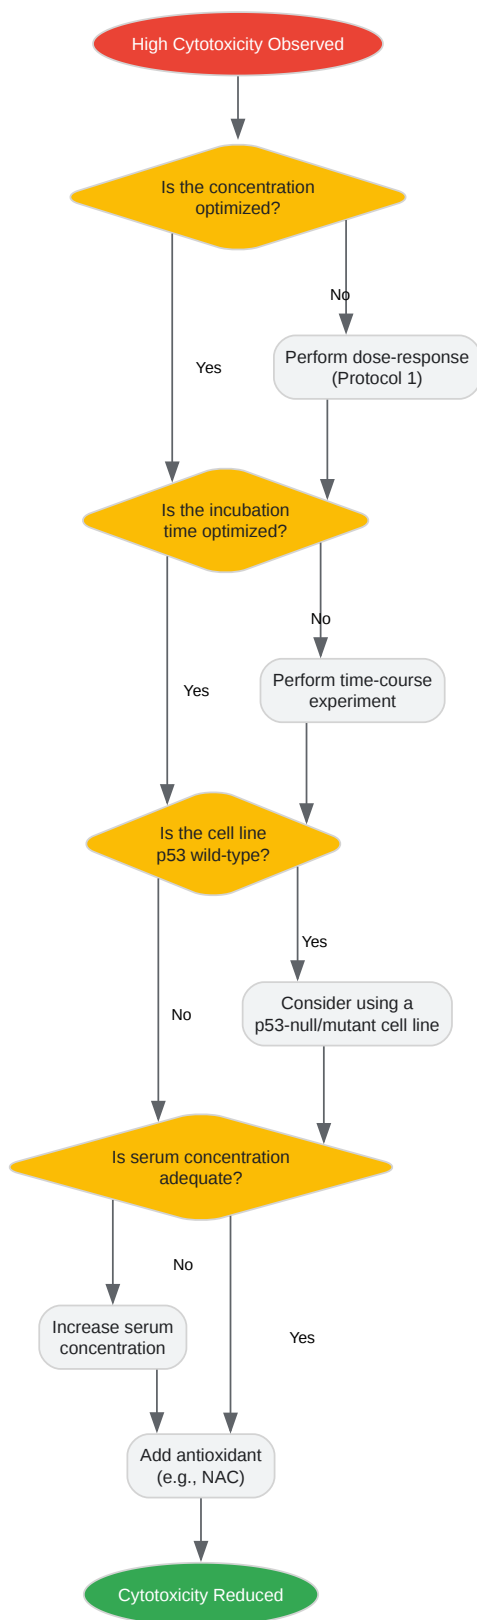 High Cytotoxicity Observed
Is the concentration
optimized?
No
Perform dose-response
(Protocol 1)
Yes
Is the incubation
time optimized?
No
Perform time-course
experiment
Yes
Is the cell line
p53 wild-type?
Yes
Consider using a
p53-null/mutant cell line
No
Is serum concentration
adequate?
No
Increase serum
concentration
Yes
Add antioxidant
(e.g., NAC)
Cytotoxicity Reduced